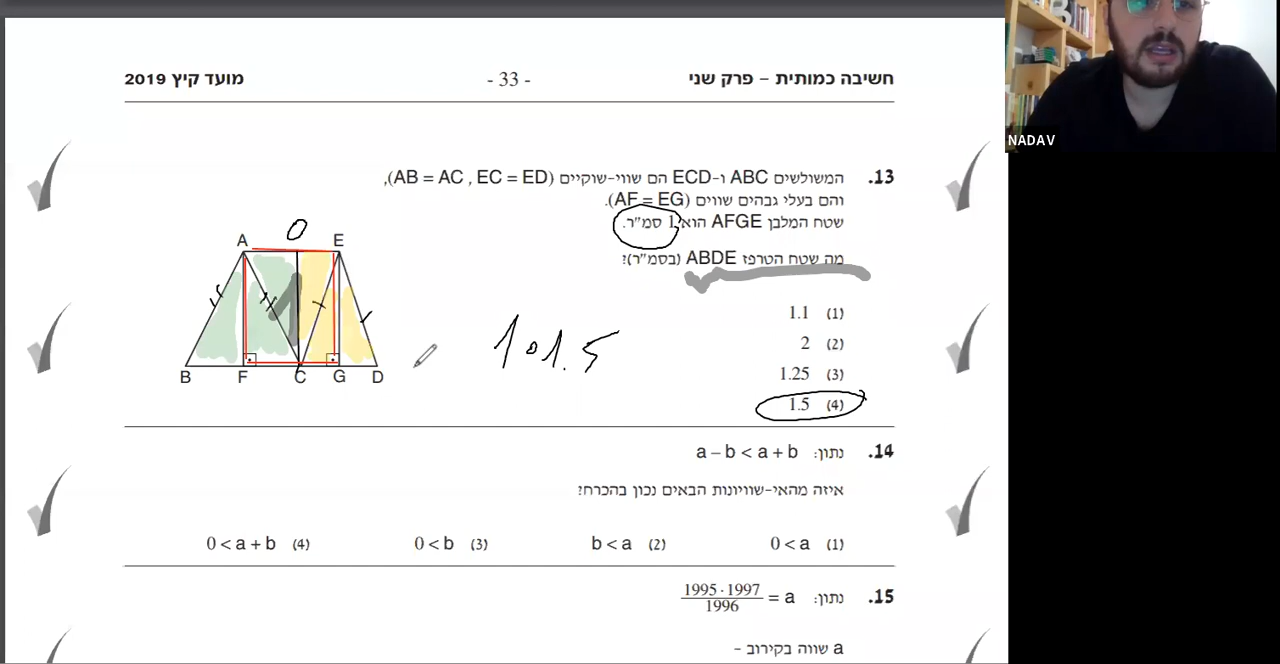 חשיבה כמותית – פרק שני
- 33 -
מועד קיץ 2019
NADAV
13. המשולשים ABC ו-ECD הם שווי-שוקיים (AB = AC , EC = ED),
והם בעלי גבהים שווים (AF = EG).
שטח המלבן AFGE הוא 1 סמ"ר.
מה שטח הטרפז ABDE (בסמ"ר)?
(1) 1.1
(2) 2
(3) 1.25
(4) 1.5
A O E
B F C G D
1 o 1.5
14. נתון: a – b < a + b
איזה מהאי-שוויונות הבאים נכון בהכרח?
(1) 0 < a (2) b < a (3) 0 < b (4) 0 < a + b
15. נתון: 1995 · 1997 / 1996 = a
a שווה בקירוב -